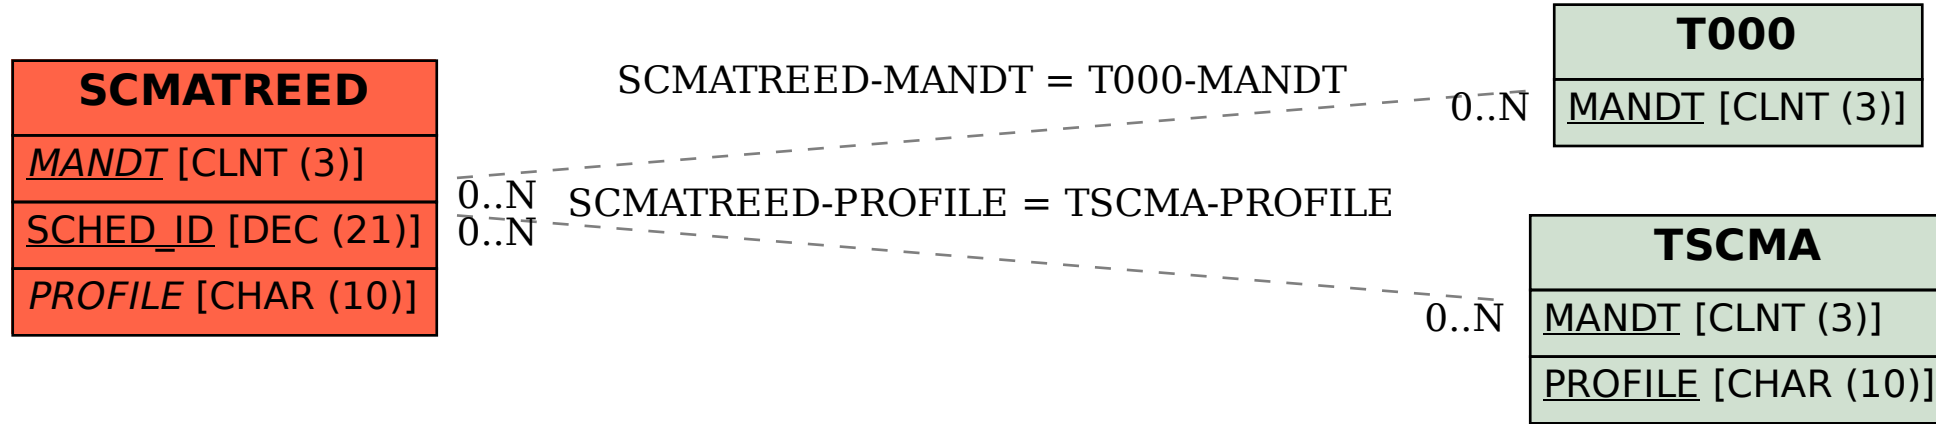 SCMATREED
MANDT [CLNT (3)]
SCHED_ID [DEC (21)]
PROFILE [CHAR (10)]
SCMATREED-MANDT = T000-MANDT
0..N
0..N
SCMATREED-PROFILE = TSCMA-PROFILE
0..N
0..N
T000
MANDT [CLNT (3)]
TSCMA
MANDT [CLNT (3)]
PROFILE [CHAR (10)]